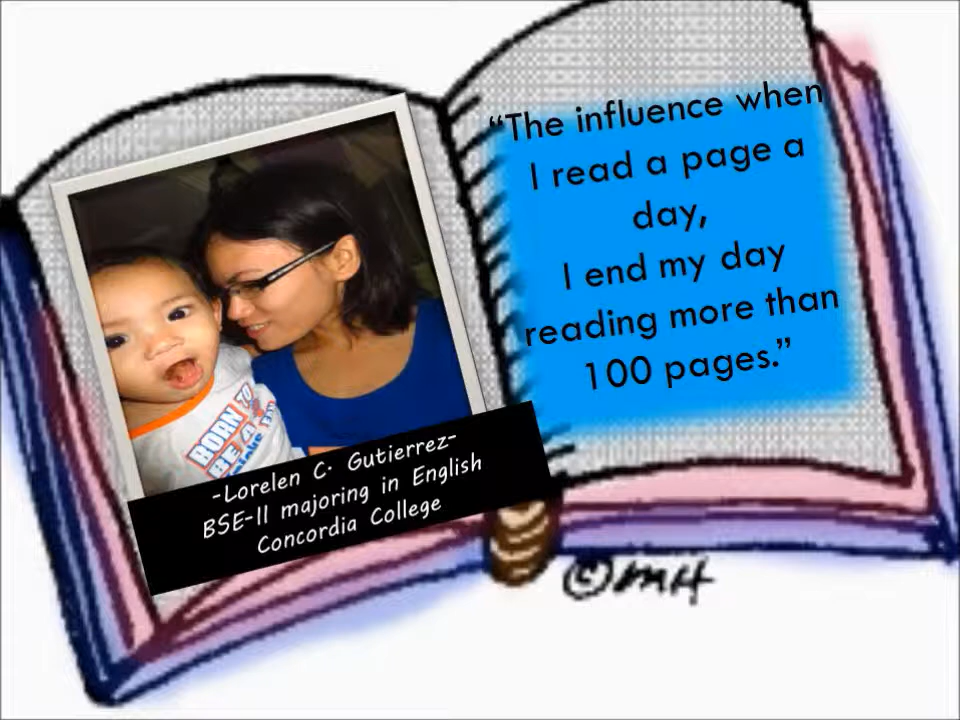 “The influence when
I read a page a
day,
I end my day
reading more than
100 pages.”
BORN TO
BE A
-Lorelen C. Gutierrez-
BSE-II majoring in English
Concordia College
©MH